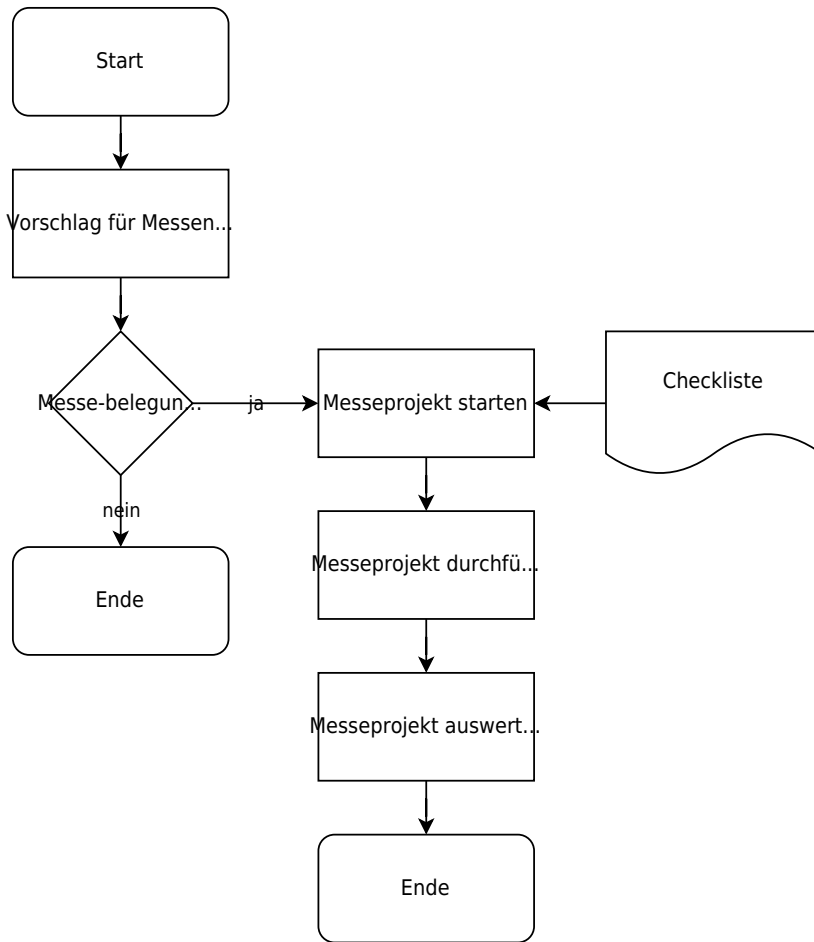 Start
Vorschlag für Messen...
Messe-belegun...
ja
Messeprojekt starten
Checkliste
nein
Messeprojekt durchfü...
Ende
Messeprojekt auswert...
Ende